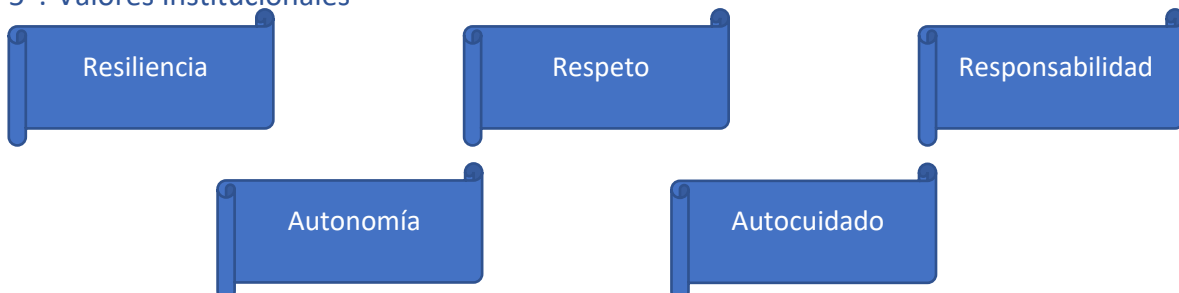 Valores institucionales
Resiliencia
Respeto
Responsabilidad
Autonomía
Autocuidado